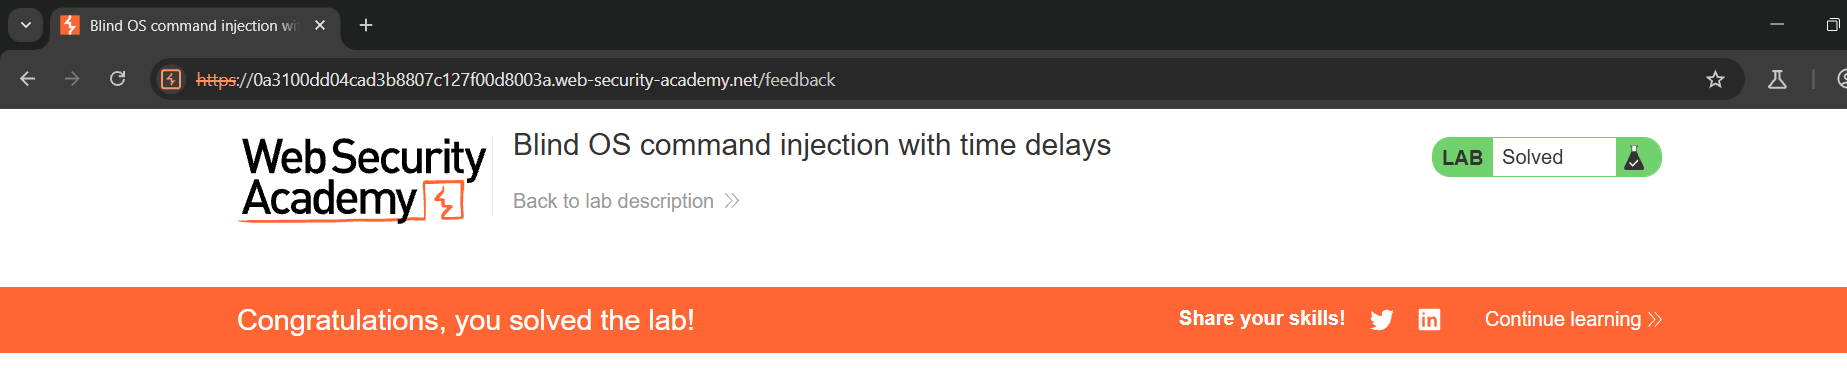 Blind OS command injection wi
https://0a3100dd04cad3b8807c127f00d8003a.web-security-academy.net/feedback
Web Security
Academy
Blind OS command injection with time delays
Back to lab description
LAB Solved
Congratulations, you solved the lab!
Share your skills!
Continue learning